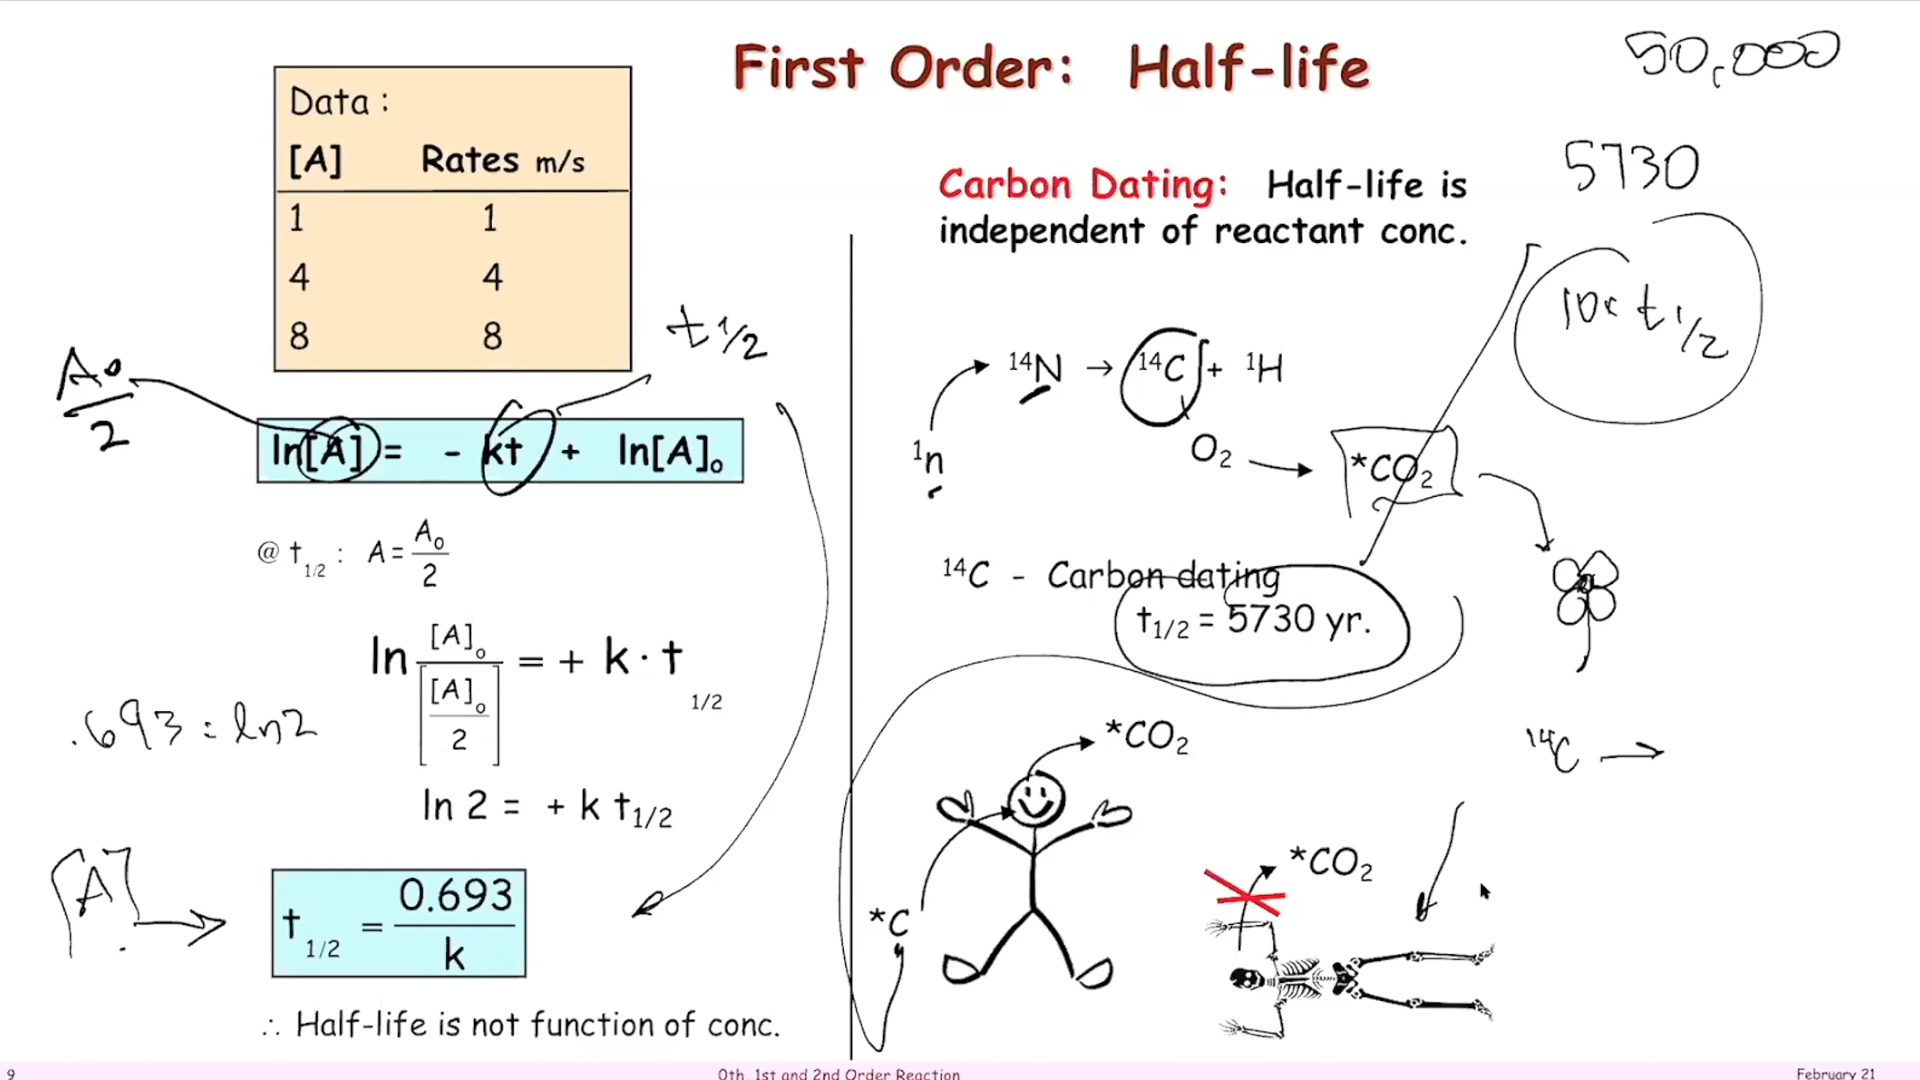 First Order: Half-life
50,000
Data :
[A] Rates m/s
1 1
4 4
8 8
A₀/2
t 1/2
ln[A] = - kt + ln[A]₀
@ t1/2 : A = A₀/2
ln [A]₀/[[A]₀/2] = + k · t 1/2
.693 = ln2
ln 2 = + k t1/2
[A]
t 1/2 = 0.693/k
∴ Half-life is not function of conc.
Carbon Dating: Half-life is
independent of reactant conc.
5730
t 1/2
¹⁴N → ¹⁴C + ¹H
¹n
O₂
*CO₂
¹⁴C - Carbon dating
t1/2 = 5730 yr.
*CO₂
¹⁴C →
*CO₂
*C
9 0th, 1st and 2nd Order Reaction February 21